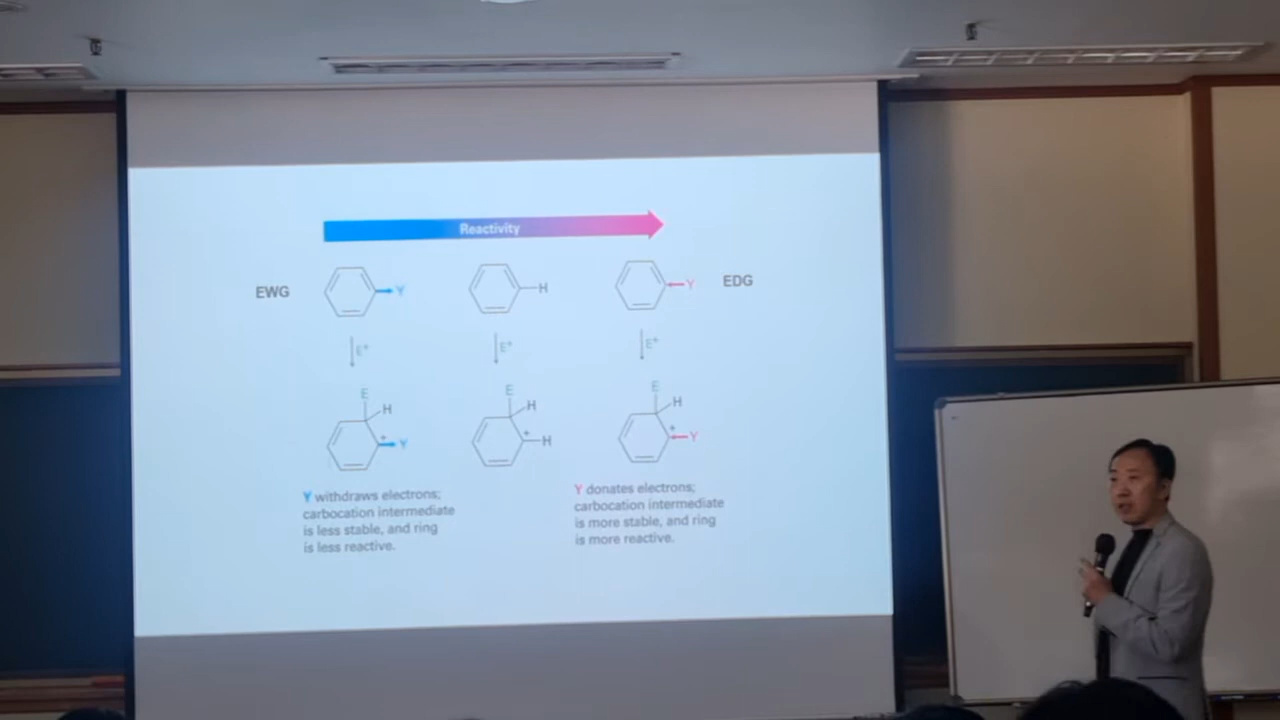 Reactivity
EWG
Y
H
Y
EDG
E⁺
E⁺
E⁺
E
H
+
Y
E
H
+
H
E
H
+
Y
Y withdraws electrons;
carbocation intermediate
is less stable, and ring
is less reactive.
Y donates electrons;
carbocation intermediate
is more stable, and ring
is more reactive.